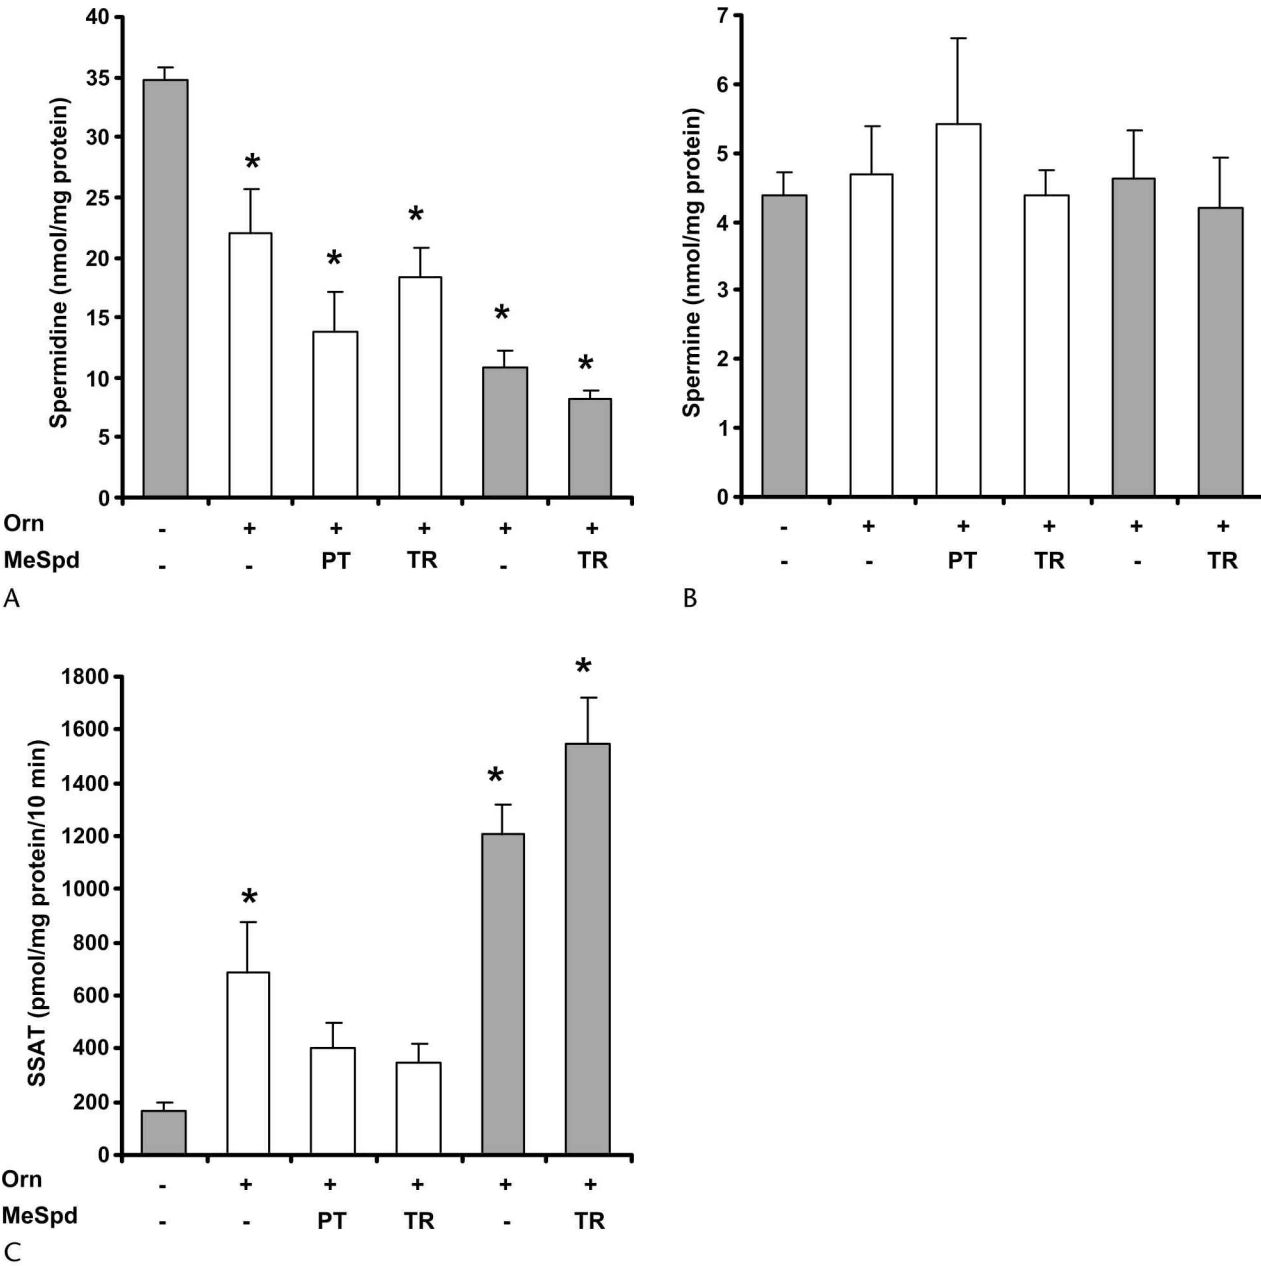 Spermidine (nmol/mg protein)
40
35
30
25
20
15
10
5
0
* * * * *
Orn - + + + + +
MeSpd - - PT TR - TR
A
Spermine (nmol/mg protein)
7
6
5
4
3
2
1
0
- + + + + +
- - PT TR - TR
B
SSAT (pmol/mg protein/10 min)
1800
1600
1400
1200
1000
800
600
400
200
0
* * *
Orn - + + + + +
MeSpd - - PT TR - TR
C